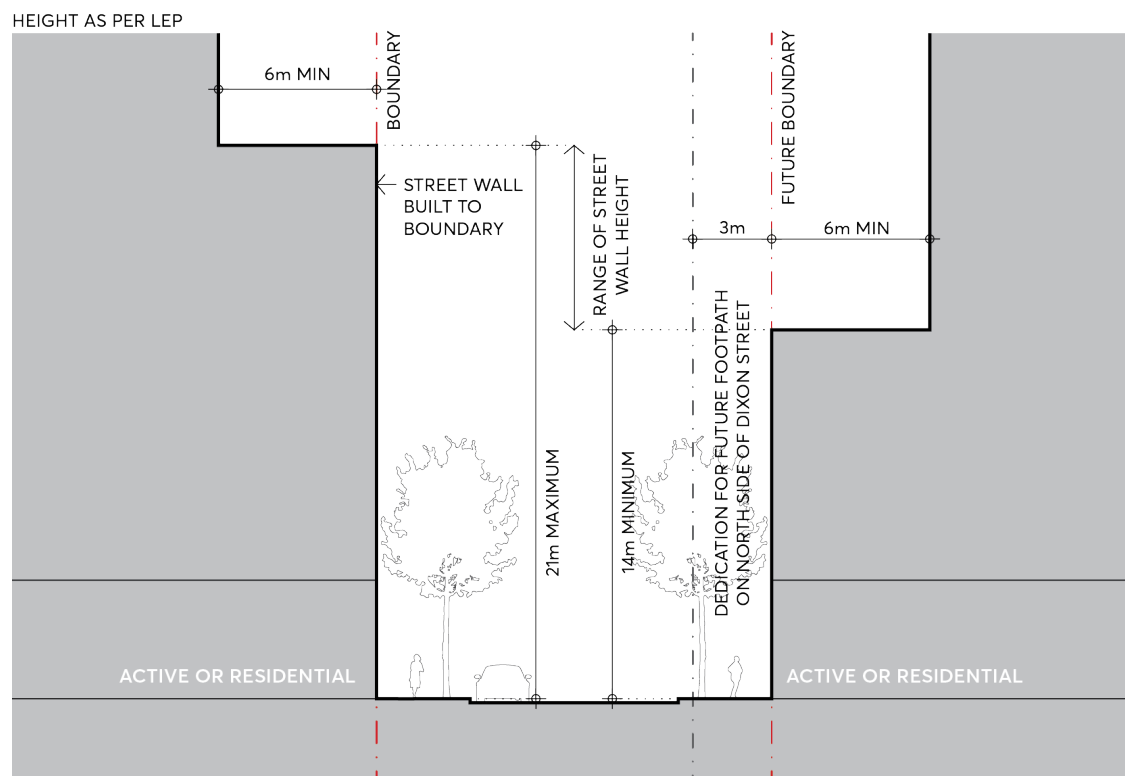 HEIGHT AS PER LEP
6m MIN
BOUNDARY
STREET WALL
BUILT TO
BOUNDARY
RANGE OF STREET
WALL HEIGHT
FUTURE BOUNDARY
3m
6m MIN
21m MAXIMUM
14m MINIMUM
DEDICATION FOR FUTURE FOOTPATH
ON NORTH SIDE OF DIXON STREET
ACTIVE OR RESIDENTIAL
ACTIVE OR RESIDENTIAL